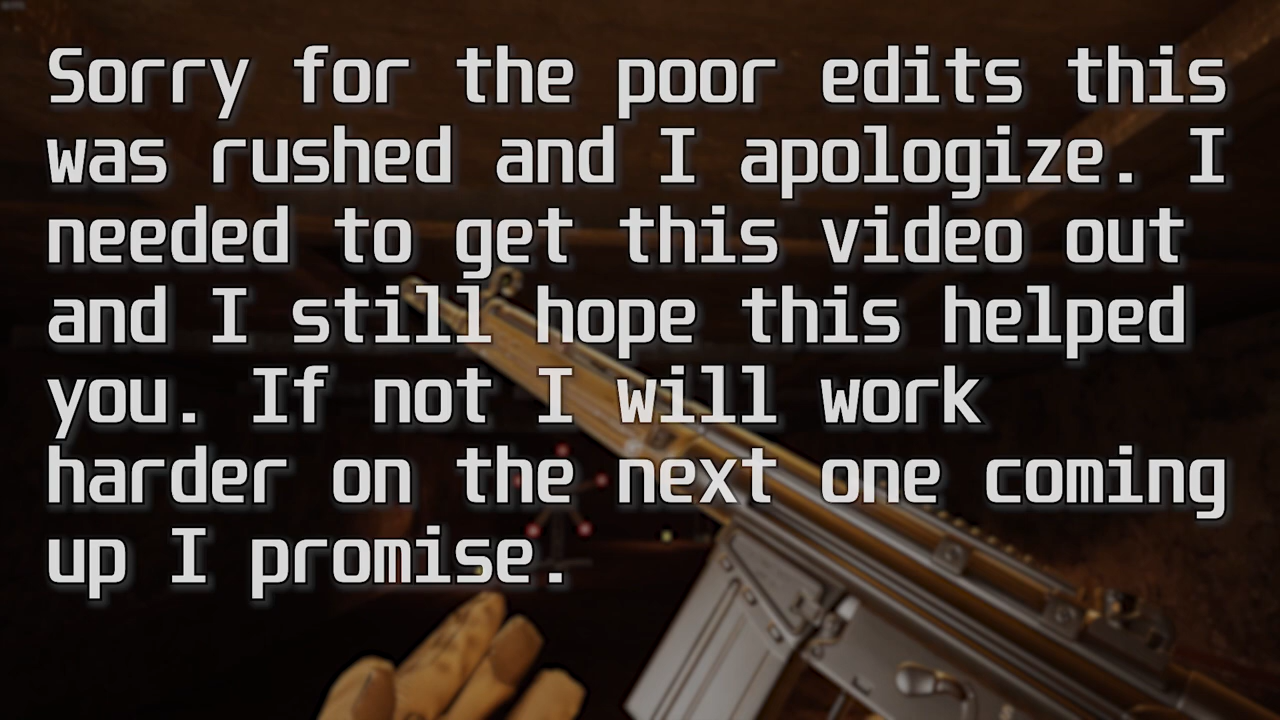 Sorry for the poor edits this
was rushed and I apologize. I
needed to get this video out
and I still hope this helped
you. If not I will work
harder on the next one coming
up I promise.